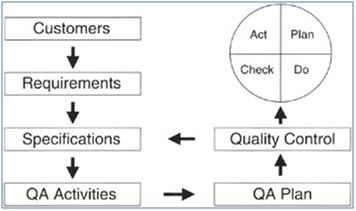 Customers
Act
Plan
Check
Do
Requirements
Specifications
Quality Control
QA Activities
QA Plan